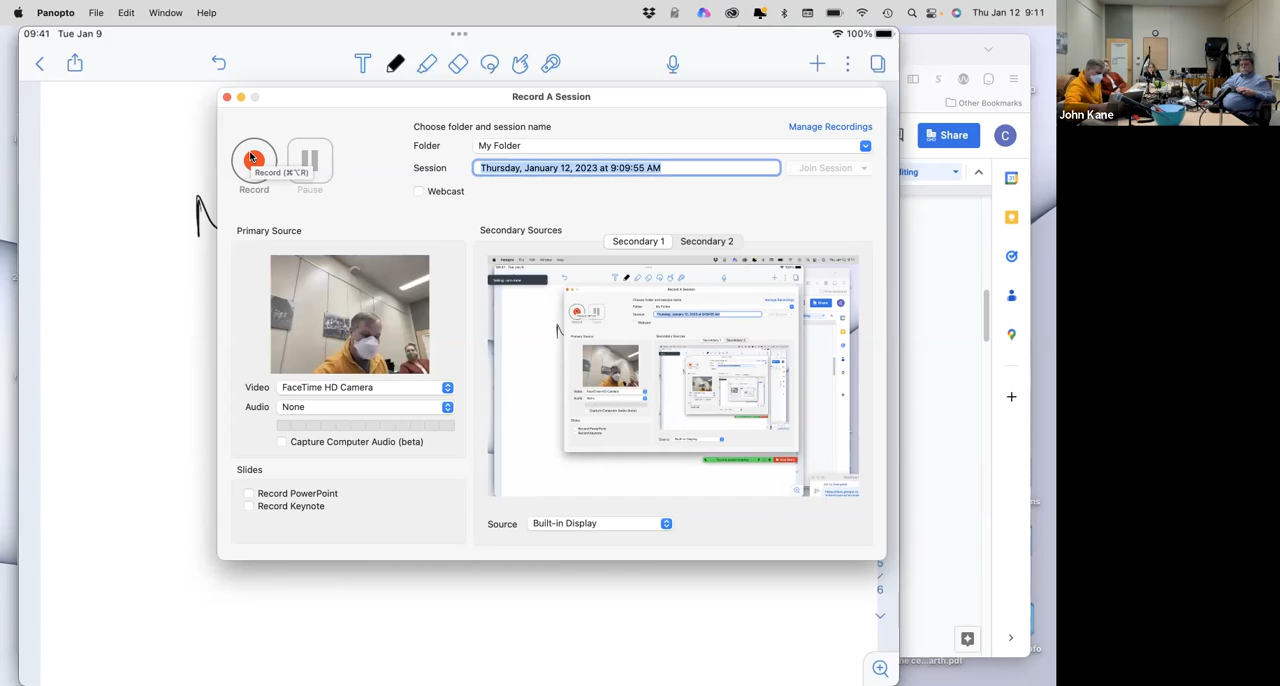 Panopto File Edit Window Help
Thu Jan 12 9:11
09:41 Tue Jan 9
100%
Record A Session
Other Bookmarks
John Kane
Choose folder and session name
Manage Recordings
Share
C
Folder My Folder
Session Thursday, January 12, 2023 at 9:09:55 AM
Join Session
Record (⌘⌥R)
Record Pause
Webcast
Primary Source
Secondary Sources
Secondary 1 Secondary 2
Video FaceTime HD Camera
Audio None
Capture Computer Audio (beta)
Slides
Record PowerPoint
Record Keynote
Source Built-in Display
5
6